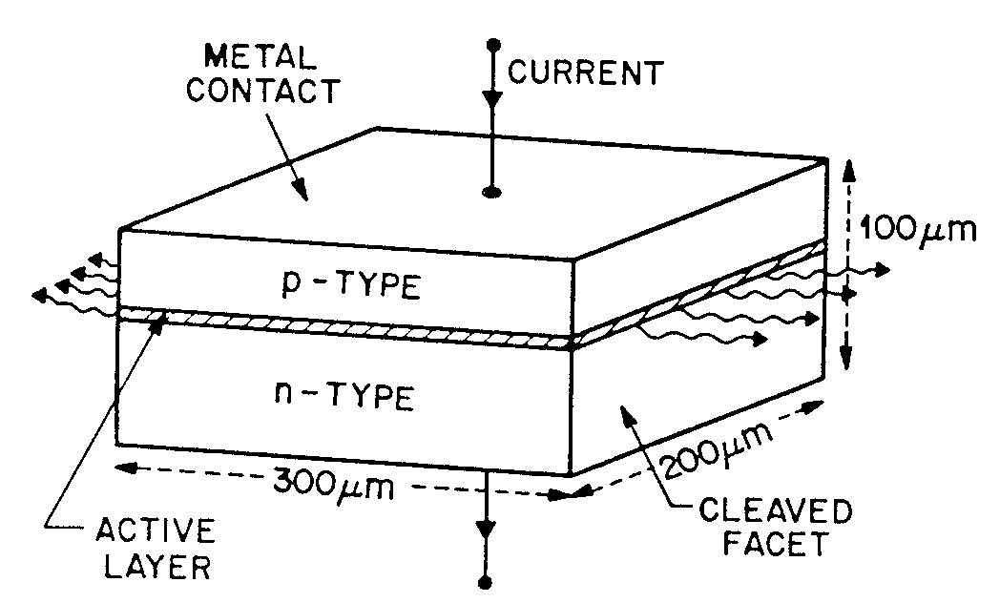 METAL
CONTACT
CURRENT
100μm
p-TYPE
n-TYPE
200μm
300μm
ACTIVE
LAYER
CLEAVED
FACET